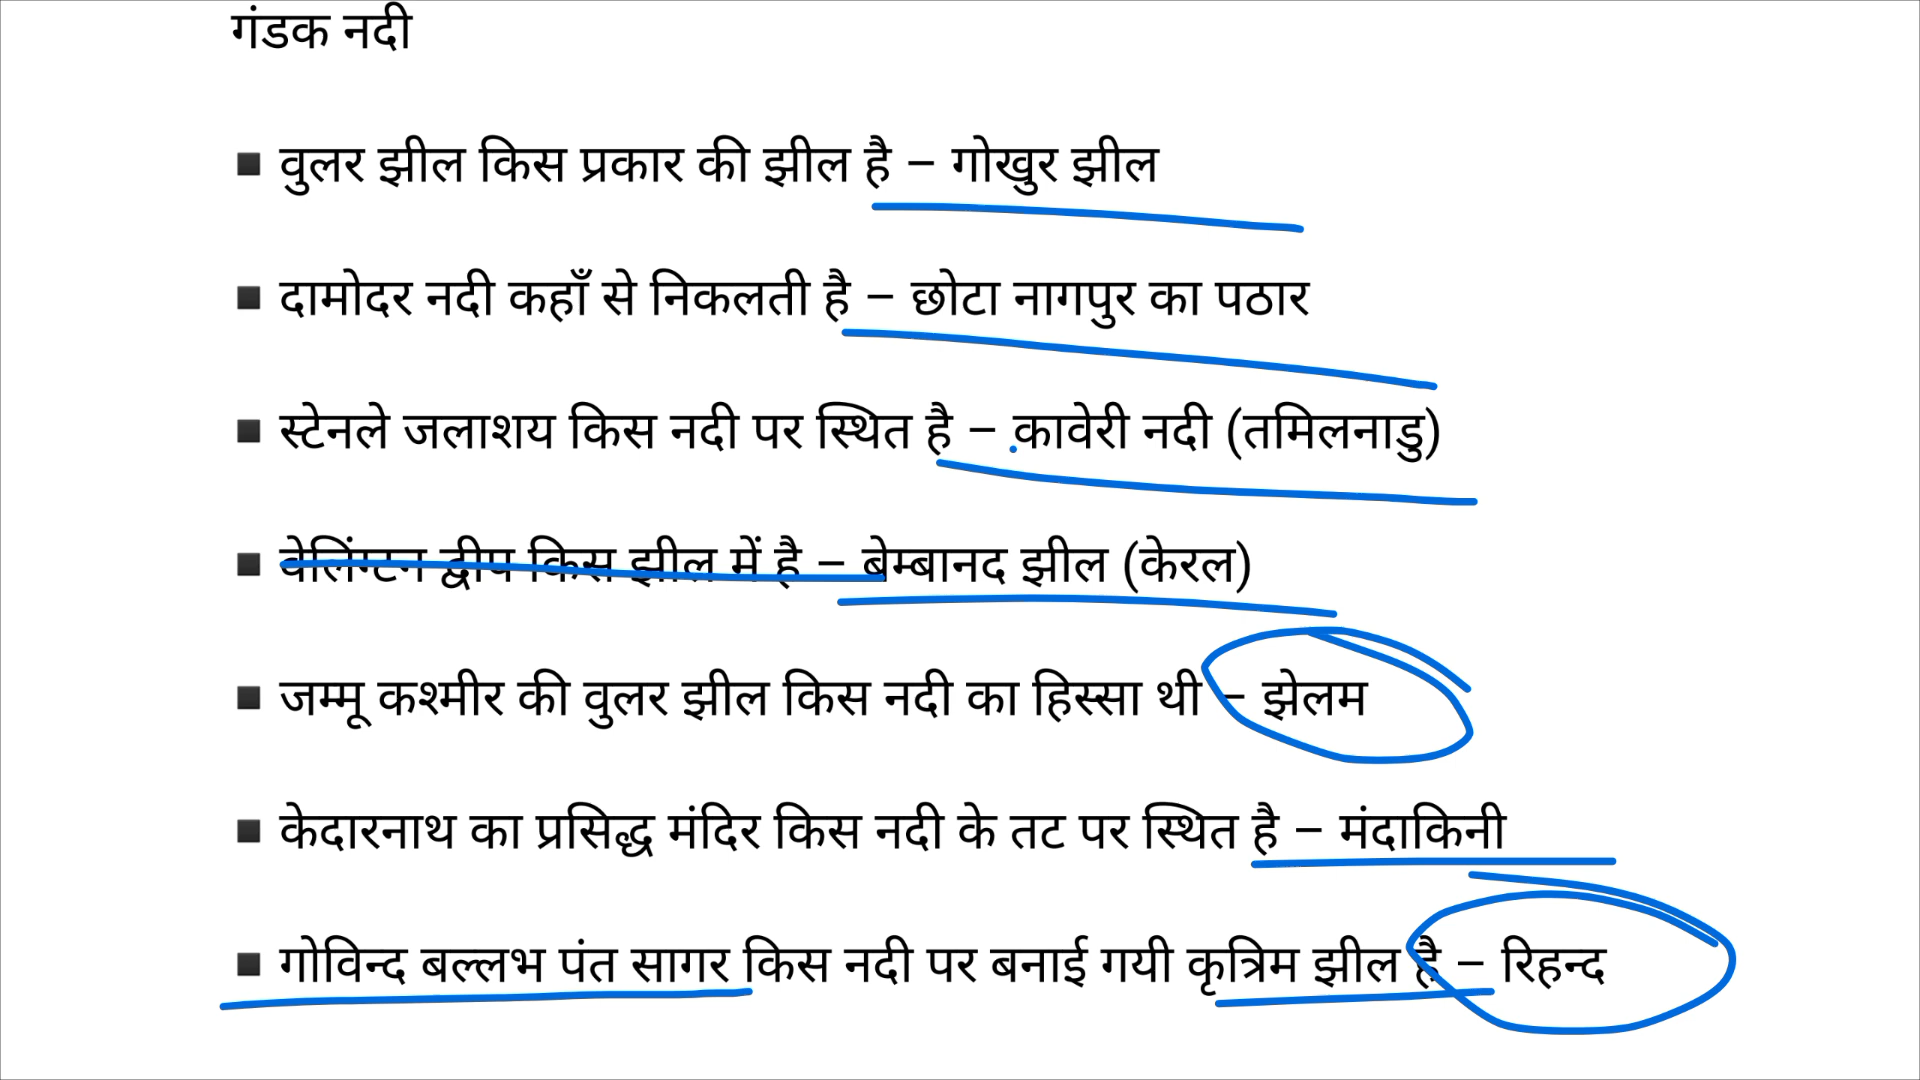 गंडक नदी
▪ वुलर झील किस प्रकार की झील है – गोखुर झील
▪ दामोदर नदी कहाँ से निकलती है – छोटा नागपुर का पठार
▪ स्टेनले जलाशय किस नदी पर स्थित है – कावेरी नदी (तमिलनाडु)
▪ वेलिंग्टन द्वीप किस झील में है – बेम्बानद झील (केरल)
▪ जम्मू कश्मीर की वुलर झील किस नदी का हिस्सा थी – झेलम
▪ केदारनाथ का प्रसिद्ध मंदिर किस नदी के तट पर स्थित है – मंदाकिनी
▪ गोविन्द बल्लभ पंत सागर किस नदी पर बनाई गयी कृत्रिम झील है – रिहन्द